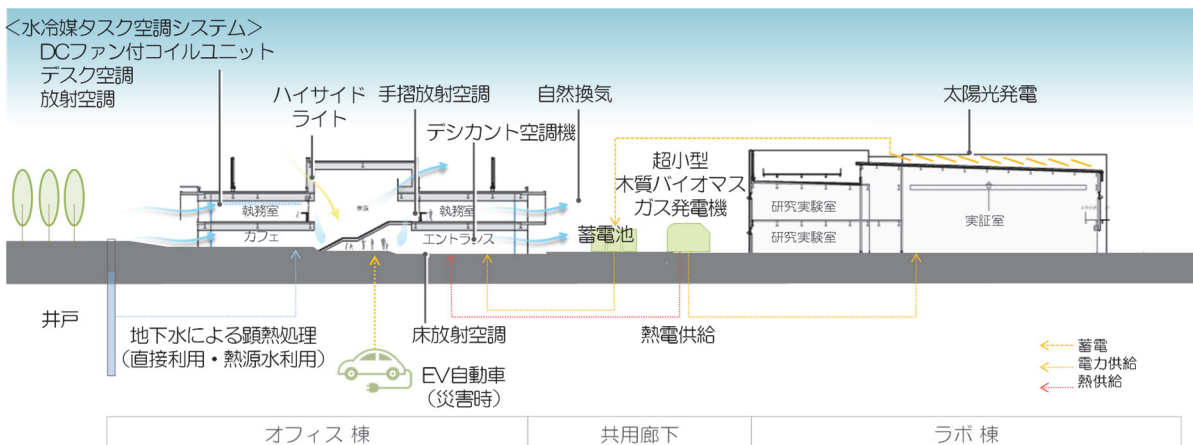 ＜水冷媒タスク空調システム＞
DCファン付コイルユニット
デスク空調
放射空調
ハイサイド
ライト
手摺放射空調
デシカント空調機
自然換気
太陽光発電
超小型
木質バイオマス
ガス発電機
執務室
カフェ
執務室
エントランス
蓄電池
研究実験室
研究実験室
実証室
井戸
地下水による顕熱処理
（直接利用・熱源水利用）
床放射空調
熱電供給
EV自動車
（災害時）
蓄電
電力供給
熱供給
オフィス 棟
共用廊下
ラボ 棟